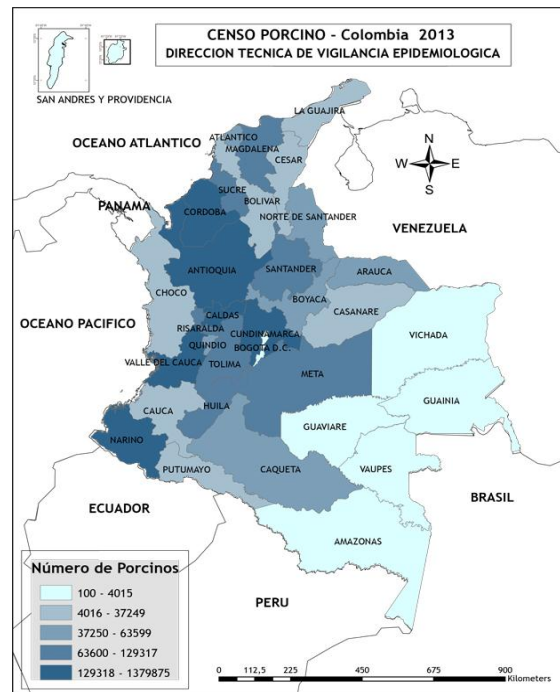 CENSO PORCINO - Colombia 2013
DIRECCION TECNICA DE VIGILANCIA EPIDEMIOLOGICA
SAN ANDRES Y PROVIDENCIA
LA GUAJIRA
OCEANO ATLANTICO
ATLANTICO
MAGDALENA
CESAR
N
W E
S
SUCRE
BOLIVAR
PANAMA
CORDOBA
NORTE DE SANTANDER
VENEZUELA
ANTIOQUIA
SANTANDER
ARAUCA
CHOCO
BOYACA
CASANARE
OCEANO PACIFICO
CALDAS
RISARALDA
CUNDINAMARCA
VICHADA
QUINDIO
BOGOTA D.C.
VALLE DEL CAUCA
TOLIMA
META
GUAINIA
CAUCA
HUILA
GUAVIARE
NARINO
PUTUMAYO
CAQUETA
VAUPES
BRASIL
ECUADOR
AMAZONAS
PERU
Número de Porcinos
100 - 4015
4016 - 37249
37250 - 63599
63600 - 129317
129318 - 1379875
0 112,5 225 450 675 900
Kilometers